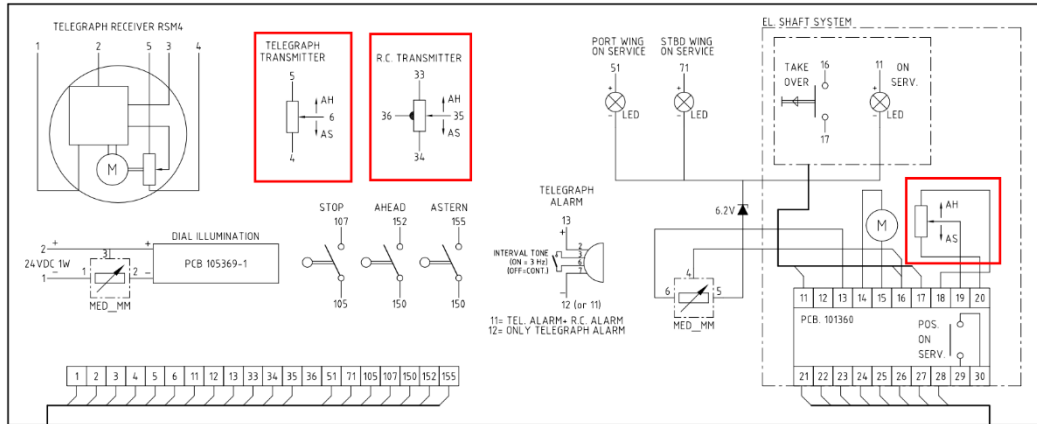 TELEGRAPH RECEIVER RSM4
1 2 5 3 4
M
TELEGRAPH
TRANSMITTER
5
AH
6
AS
4
R.C. TRANSMITTER
33
AH
36 35
AS
34
PORT WING
ON SERVICE
51
+
- LED
STBD WING
ON SERVICE
71
+
- LED
EL. SHAFT SYSTEM
TAKE
OVER
16
17
11 ON
SERV.
+
- LED
6.2V
M
AH
AS
2 +
24VDC 1W
1 -
3
1 2
MED_MM
+
-
DIAL ILLUMINATION
PCB 105369-1
STOP
107
105
AHEAD
152
150
ASTERN
155
150
TELEGRAPH
ALARM
13
+
INTERVAL TONE
(ON = 3 Hz)
(OFF=CONT.)
2
3
6
7
-
12 (or 11)
11= TEL. ALARM+ R.C. ALARM
12= ONLY TELEGRAPH ALARM
4
6 5
MED_MM
11 12 13 14 15 16 17 18 19 20
PCB. 101360
POS.
ON
SERV.
21 22 23 24 25 26 27 28 29 30
1 2 3 4 5 6 11 12 13 33 34 35 36 51 71 105 107 150 152 155